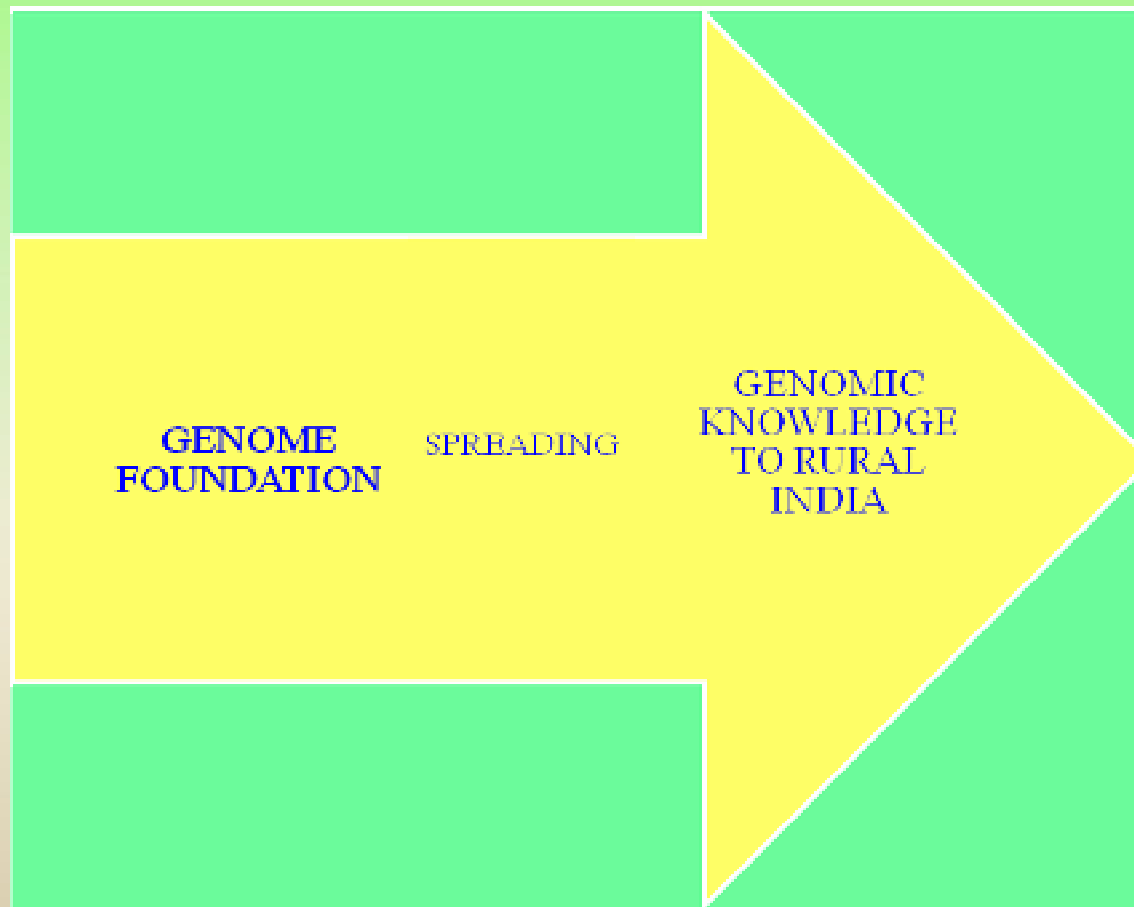 GENOME
FOUNDATION
SPREADING
GENOMIC
KNOWLEDGE
TO RURAL
INDIA